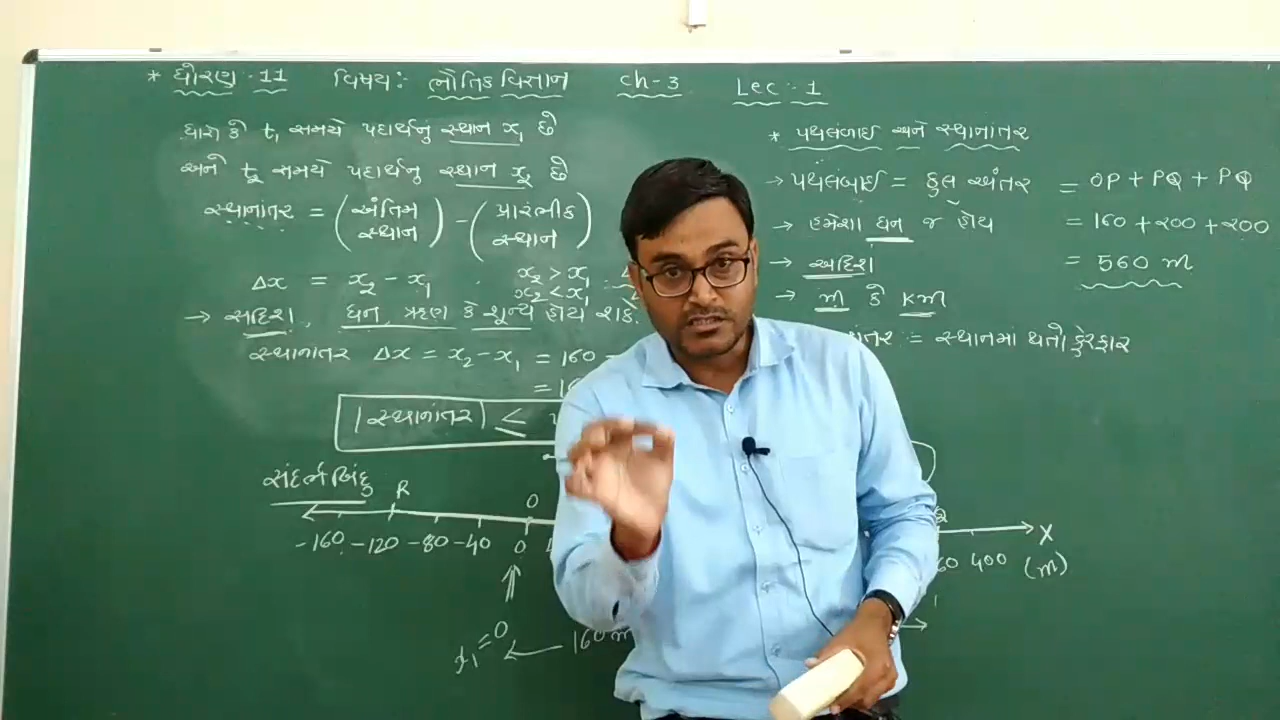 * ધોરણ - 11 વિષય: ભૌતિક વિજ્ઞાન ch-3 Lec :- 1
ધારો કે t₁ સમયે પદાર્થનું સ્થાન x₁ છે
અને t₂ સમયે પદાર્થનું સ્થાન x₂ છે
સ્થાનાંતર = (અંતિમ સ્થાન) - (પ્રારંભીક સ્થાન)
Δx = x₂ - x₁
x₂ > x₁
x₂ < x₁
→ સદિશ, ધન, ઋણ કે શૂન્ય હોય શકે.
સ્થાનાંતર Δx = x₂ - x₁ = 160
|સ્થાનાંતર| ≤
* પથલંબાઈ અને સ્થાનાંતર
→ પથલંબાઈ = કુલ અંતર = OP + PQ + PQ
→ હમેશા ધન જ હોય = 160 + 200 + 200
→ અદિશ = 560 m
→ m કે km
= સ્થાનમાં થતો ફેરફાર
સંદર્ભબિંદુ
R O
-160 -120 -80 -40 0 400 X (m)
x₁ = 0 ← 160 m